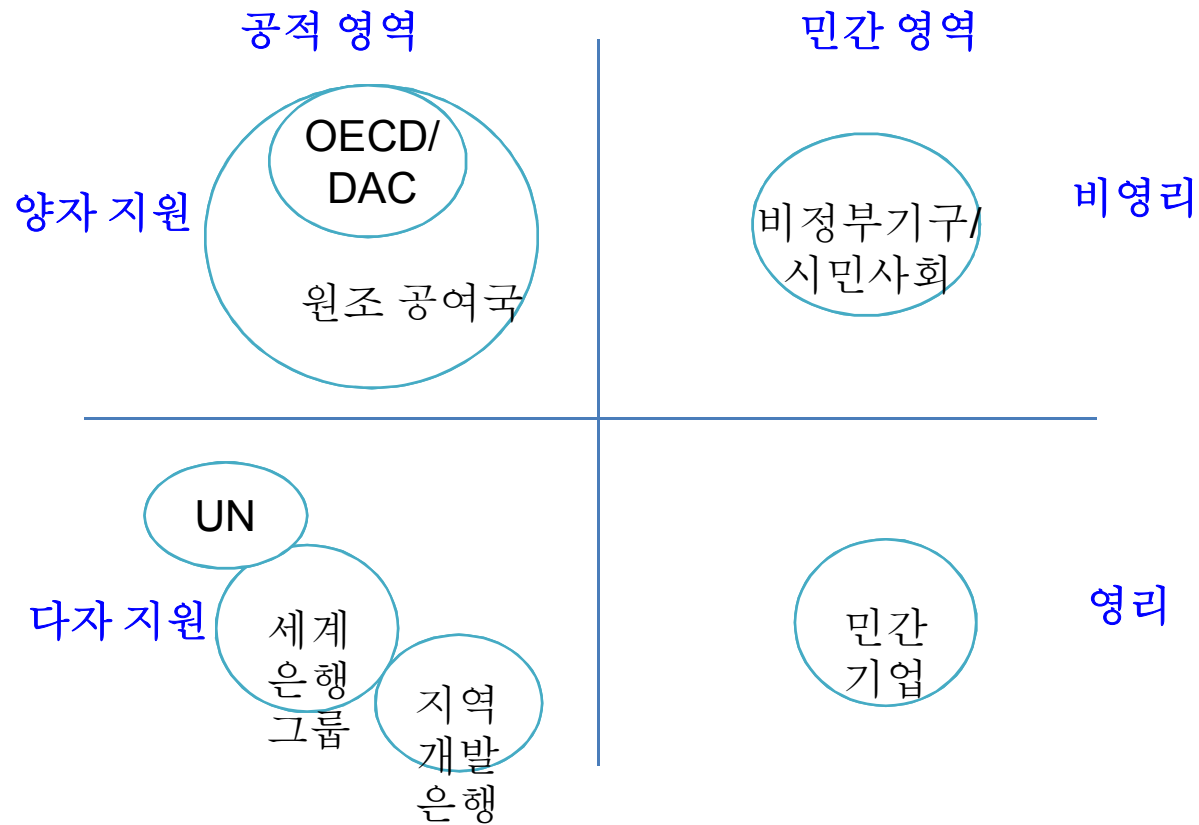 공적 영역
민간 영역
OECD/
DAC
양자 지원
원조 공여국
비정부기구/
시민사회
비영리
UN
다자 지원
세계
은행
그룹
지역
개발
은행
민간
기업
영리